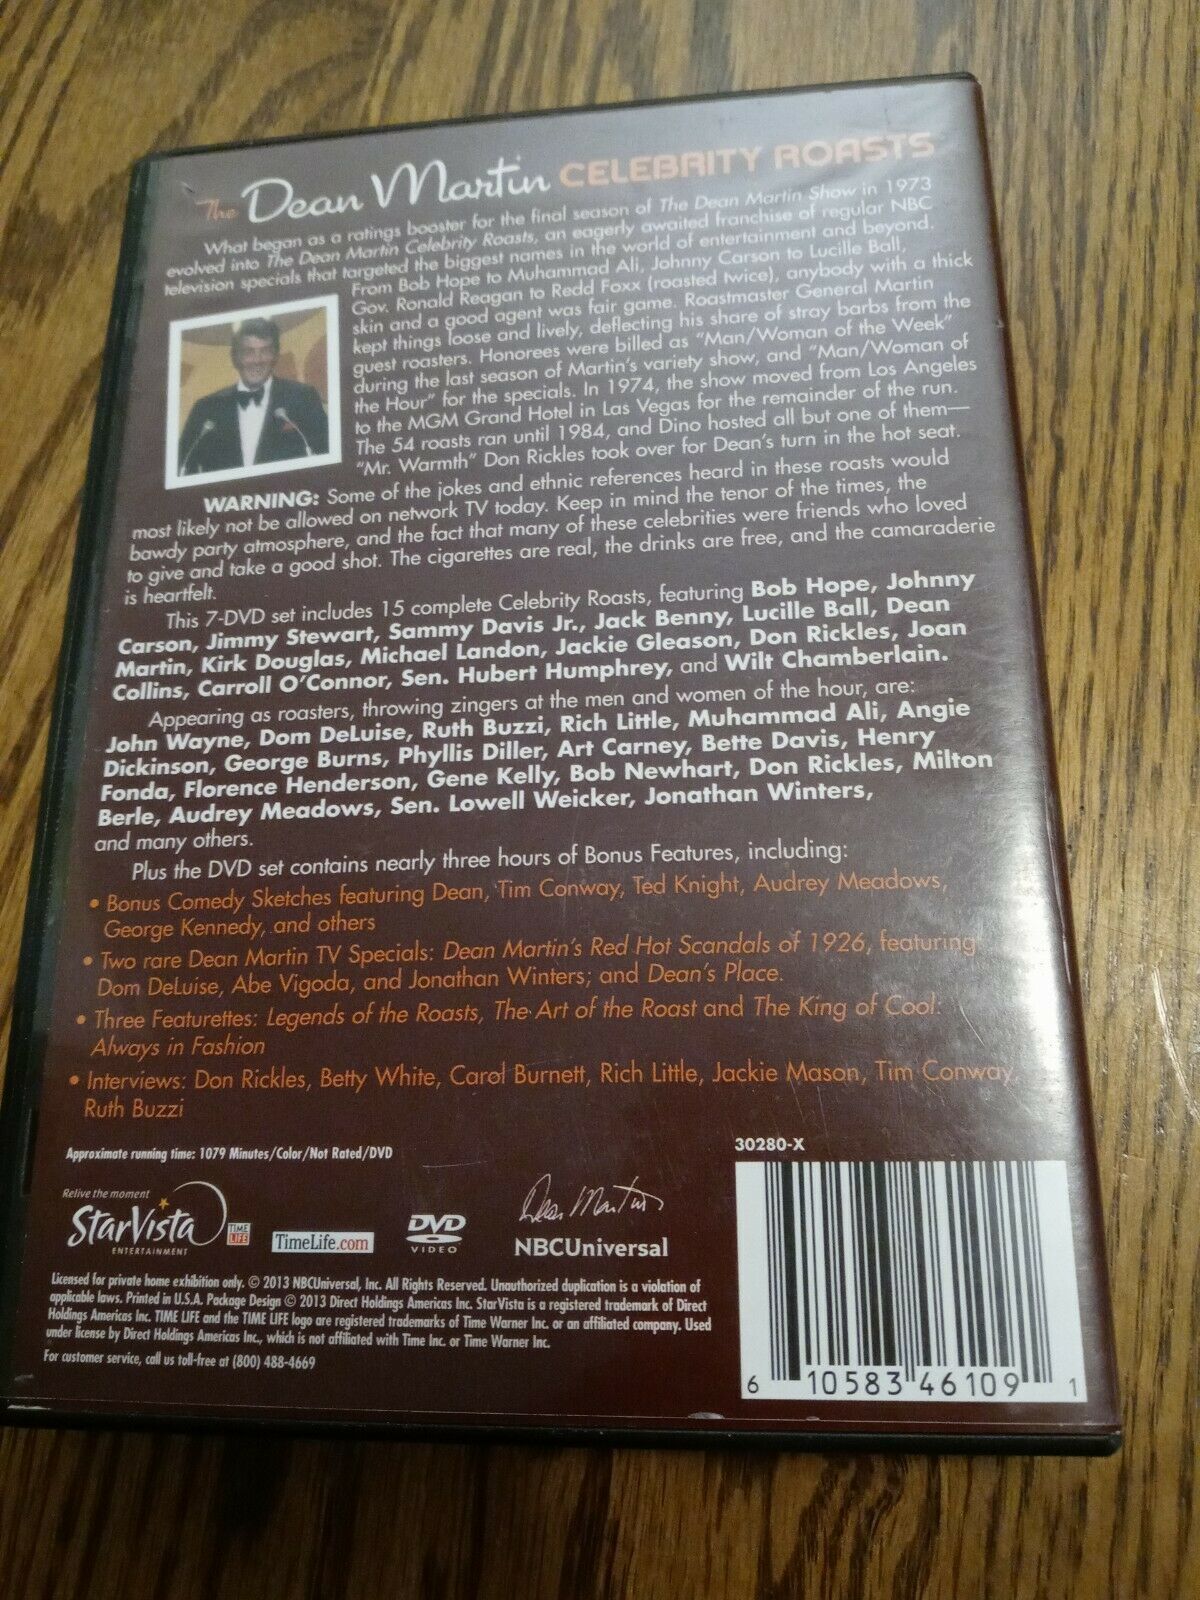 The Dean Martin CELEBRITY ROASTS
What began as a ratings booster for the final season of The Dean Martin Show in 1973
evolved into The Dean Martin Celebrity Roasts, an eagerly awaited franchise of regular NBC
television specials that targeted the biggest names in the world of entertainment and beyond.
From Bob Hope to Muhammad Ali, Johnny Carson to Lucille Ball,
Gov. Ronald Reagan to Redd Foxx (roasted twice), anybody with a thick
skin and a good agent was fair game. Roastmaster General Martin
kept things loose and lively, deflecting his share of stray barbs from the
guest roasters. Honorees were billed as "Man/Woman of the Week"
during the last season of Martin's variety show, and "Man/Woman of
the Hour" for the specials. In 1974, the show moved from Los Angeles
to the MGM Grand Hotel in Las Vegas for the remainder of the run.
The 54 roasts ran until 1984, and Dino hosted all but one of them—
"Mr. Warmth" Don Rickles took over for Dean's turn in the hot seat.
WARNING: Some of the jokes and ethnic references heard in these roasts would
most likely not be allowed on network TV today. Keep in mind the tenor of the times, the
bawdy party atmosphere, and the fact that many of these celebrities were friends who loved
to give and take a good shot. The cigarettes are real, the drinks are free, and the camaraderie
is heartfelt.
This 7-DVD set includes 15 complete Celebrity Roasts, featuring Bob Hope, Johnny
Carson, Jimmy Stewart, Sammy Davis Jr., Jack Benny, Lucille Ball, Dean
Martin, Kirk Douglas, Michael Landon, Jackie Gleason, Don Rickles, Joan
Collins, Carroll O'Connor, Sen. Hubert Humphrey, and Wilt Chamberlain.
Appearing as roasters, throwing zingers at the men and women of the hour, are:
John Wayne, Dom DeLuise, Ruth Buzzi, Rich Little, Muhammad Ali, Angie
Dickinson, George Burns, Phyllis Diller, Art Carney, Bette Davis, Henry
Fonda, Florence Henderson, Gene Kelly, Bob Newhart, Don Rickles, Milton
Berle, Audrey Meadows, Sen. Lowell Weicker, Jonathan Winters,
and many others.
Plus the DVD set contains nearly three hours of Bonus Features, including:
• Bonus Comedy Sketches featuring Dean, Tim Conway, Ted Knight, Audrey Meadows,
George Kennedy, and others
• Two rare Dean Martin TV Specials: Dean Martin's Red Hot Scandals of 1926, featuring
Dom DeLuise, Abe Vigoda, and Jonathan Winters; and Dean's Place.
• Three Featurettes: Legends of the Roasts, The Art of the Roast and The King of Cool:
Always in Fashion
• Interviews: Don Rickles, Betty White, Carol Burnett, Rich Little, Jackie Mason, Tim Conway,
Ruth Buzzi
Approximate running time: 1079 Minutes/Color/Not Rated/DVD
30280-X
Relive the moment
StarVista
ENTERTAINMENT
TIME
LIFE
TimeLife.com
DVD
VIDEO
Dean Martin
NBCUniversal
Licensed for private home exhibition only. © 2013 NBCUniversal, Inc. All Rights Reserved. Unauthorized duplication is a violation of
applicable laws. Printed in U.S.A. Package Design © 2013 Direct Holdings Americas Inc. StarVista is a registered trademark of Direct
Holdings Americas Inc. TIME LIFE and the TIME LIFE logo are registered trademarks of Time Warner Inc. or an affiliated company. Used
under license by Direct Holdings Americas Inc., which is not affiliated with Time Inc. or Time Warner Inc.
For customer service, call us toll-free at (800) 488-4669
6 10583 46109 1